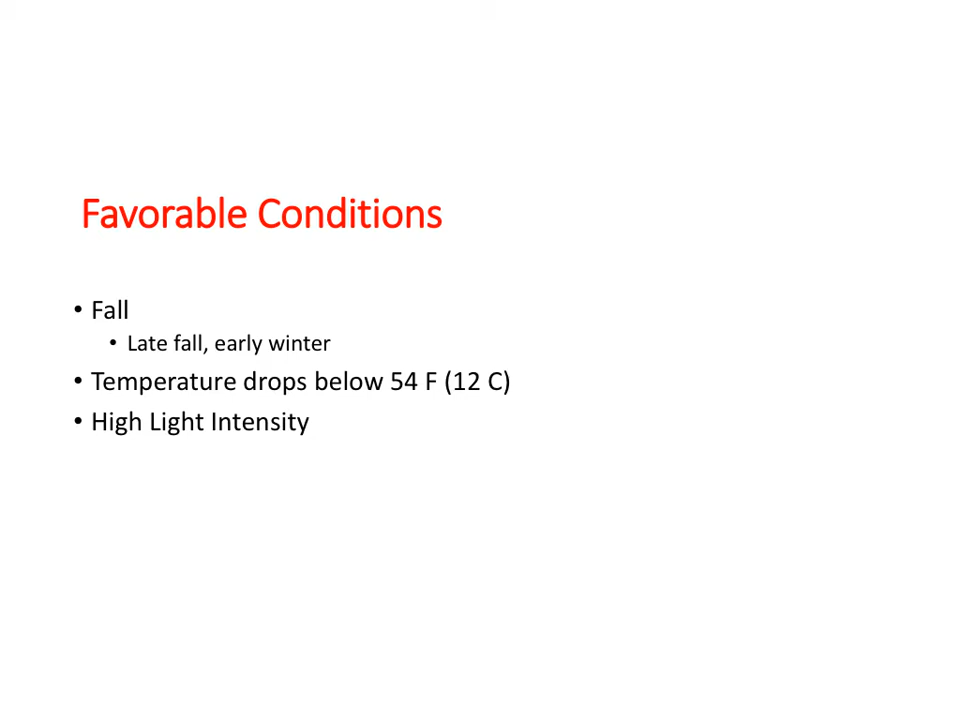 Favorable Conditions
• Fall
• Late fall, early winter
• Temperature drops below 54 F (12 C)
• High Light Intensity